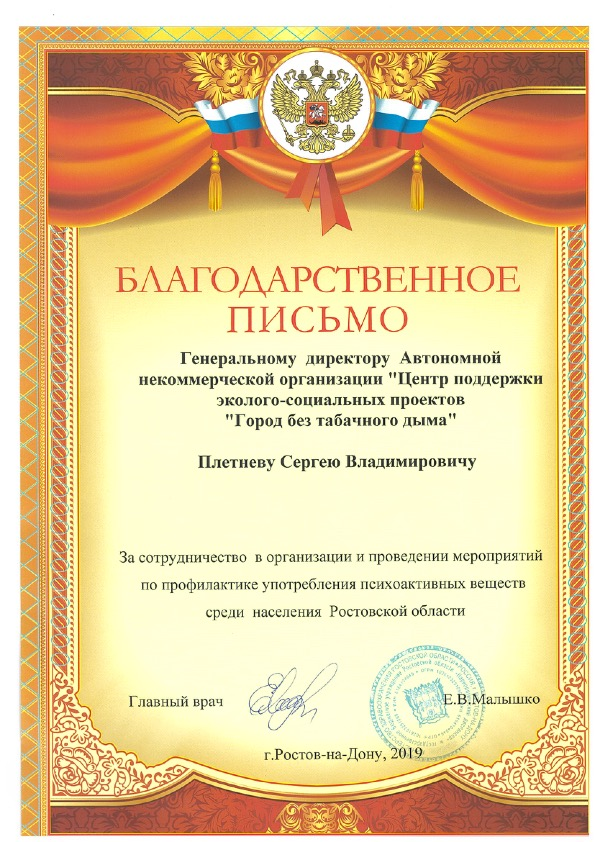 БЛАГОДАРСТВЕННОЕ
ПИСЬМО
Генеральному директору Автономной
некоммерческой организации "Центр поддержки
эколого-социальных проектов
"Город без табачного дыма"
Плетневу Сергею Владимировичу
За сотрудничество в организации и проведении мероприятий
по профилактике употребления психоактивных веществ
среди населения Ростовской области
Главный врач
Е.В.Малышко
г.Ростов-на-Дону, 2019